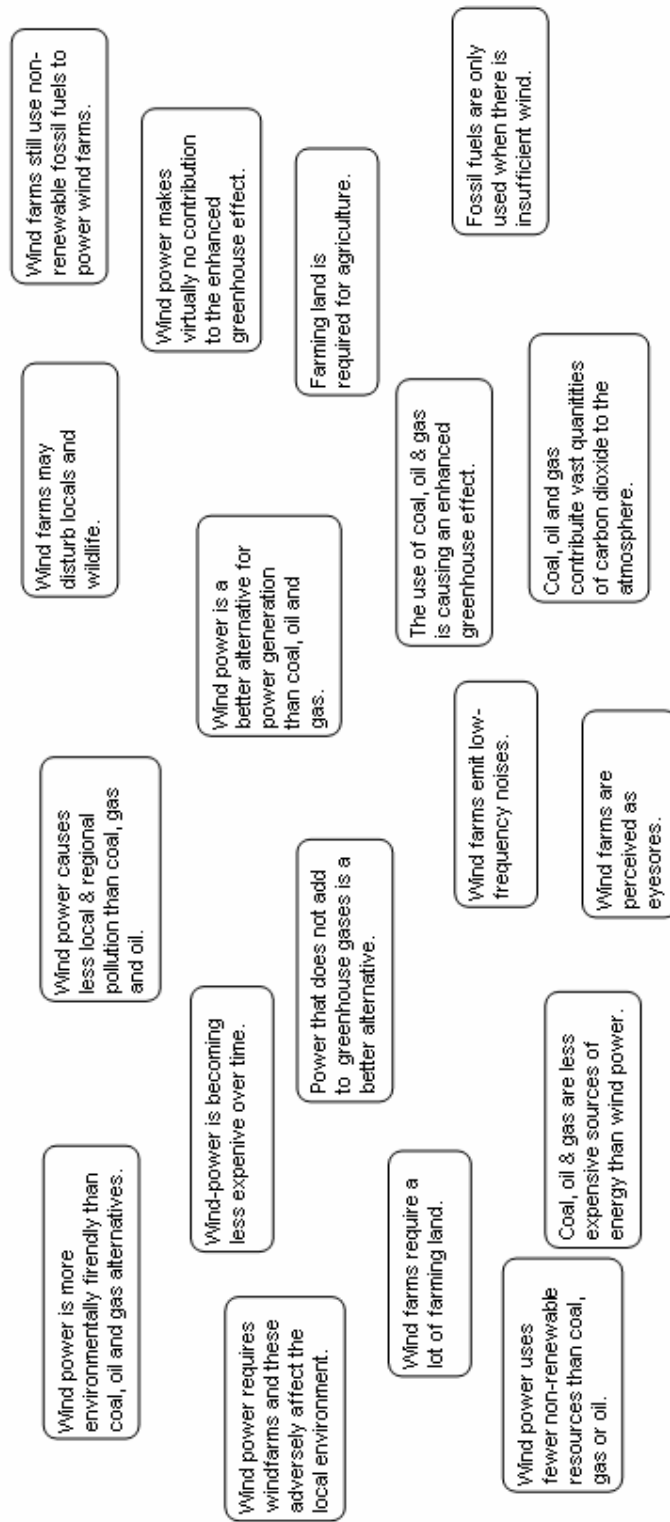 Wind power is more
environmentally firendly than
coal, oil and gas alternatives.
Wind power causes
less local & regional
pollution than coal, gas
and oil.
Wind farms may
disturb locals and
wildlife.
Wind farms still use non-
renewable fossil fuels to
power wind farms.
Wind power requires
windfarms and these
adversely affect the
local environment.
Wind-power is becoming
less expenive over time.
Wind power is a
better alternative for
power generation
than coal, oil and
gas.
Wind power makes
virtually no contribution
to the enhanced
greenhouse effect.
Wind farms require a
lot of farming land.
Power that does not add
to greenhouse gases is a
better alternative.
The use of coal, oil & gas
is causing an enhanced
greenhouse effect.
Farming land is
required for agriculture.
Wind power uses
fewer non-renewable
resources than coal,
gas or oil.
Coal, oil & gas are less
expensive sources of
energy than wind power.
Wind farms emit low-
frequency noises.
Wind farms are
perceived as
eyesores.
Coal, oil and gas
contribuite vast quantitities
of carbon dioxide to the
atmosphere.
Fossil fuels are only
used when there is
insufficient wind.